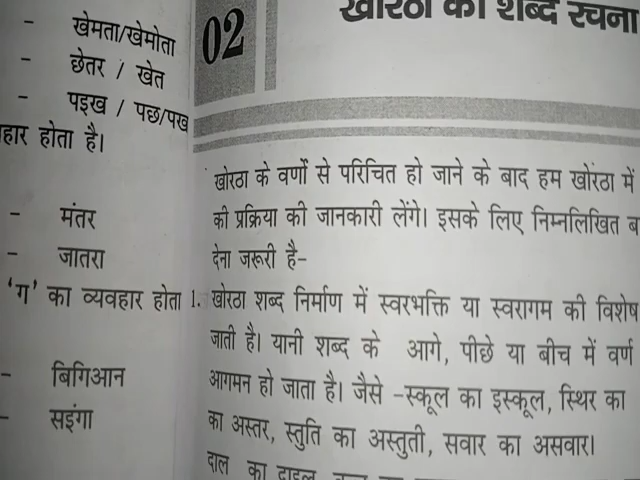 - खेमता/खेमोता
- छेतर / खेत
- पइख / पछ/पख
हार होता है।
- मंतर
- जातरा
'ग' का व्यवहार होता
- बिगिआन
- सइंगा
02
खोरठा की शब्द रचना
खोरठा के वर्णों से परिचित हो जाने के बाद हम खोरठा में
की प्रक्रिया की जानकारी लेंगे। इसके लिए निम्नलिखित ब
देना जरूरी है-
1. खोरठा शब्द निर्माण में स्वरभक्ति या स्वरागम की विशेष
जाती है। यानी शब्द के आगे, पीछे या बीच में वर्ण
आगमन हो जाता है। जैसे -स्कूल का इस्कूल, स्थिर का
का अस्तर, स्तुति का अस्तुती, सवार का असवार।
दाल का दाइल,